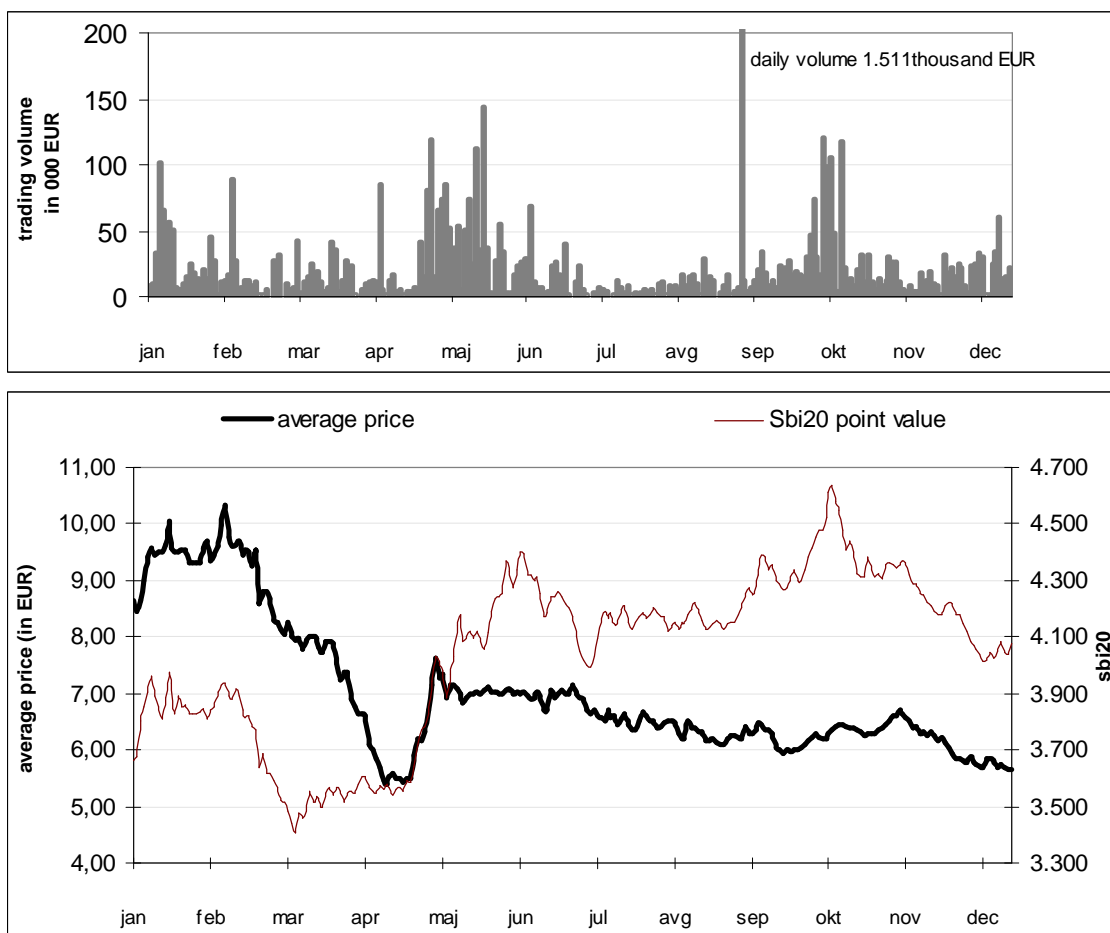 200
daily volume 1.511thousand EUR
150
100
50
0
trading volume
in 000 EUR
jan feb mar apr maj jun jul avg sep okt nov dec
average price
Sbi20 point value
11,00
10,00
9,00
8,00
7,00
6,00
5,00
4,00
average price (in EUR)
4.700
4.500
4.300
4.100
3.900
3.700
3.500
3.300
sbi20
jan feb mar apr maj jun jul avg sep okt nov dec